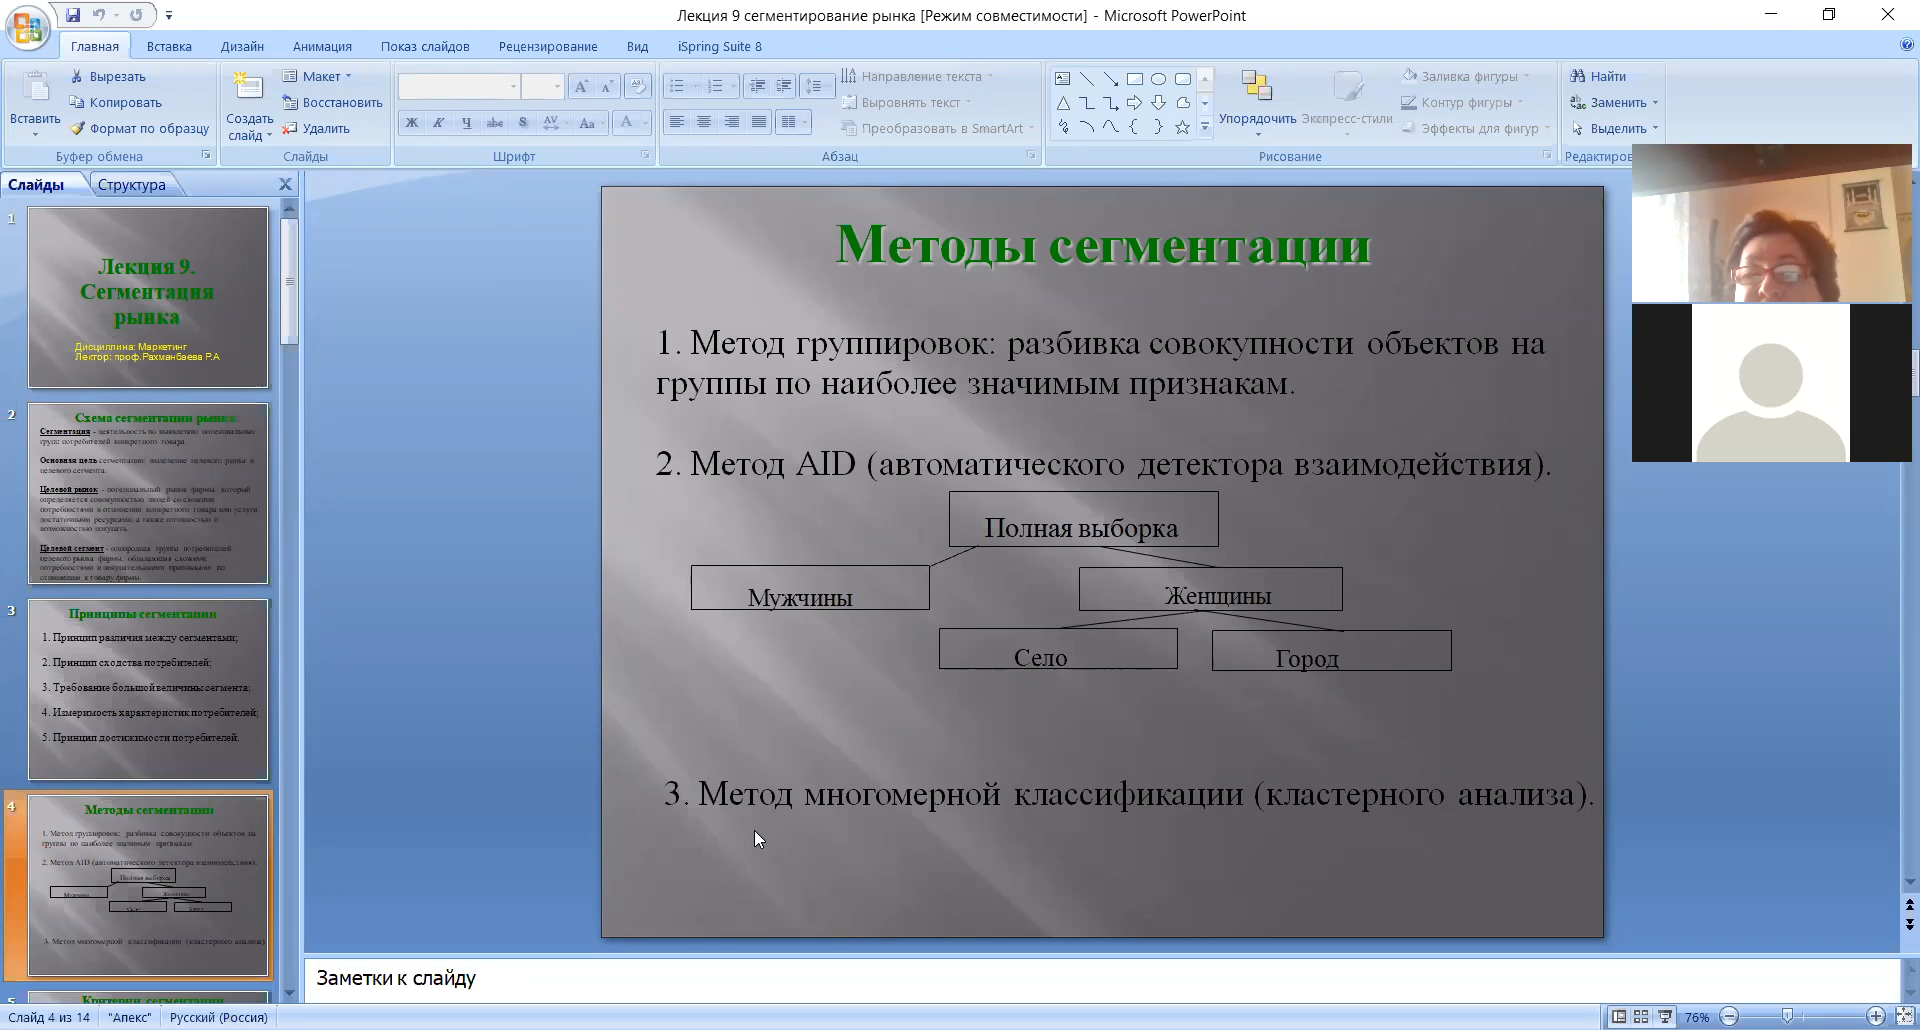 Лекция 9 сегментирование рынка [Режим совместимости] - Microsoft PowerPoint
Главная Вставка Дизайн Анимация Показ слайдов Рецензирование Вид iSpring Suite 8
Вставить
Вырезать
Копировать
Формат по образцу
Буфер обмена
Создать слайд
Макет
Восстановить
Удалить
Слайды
Ж К Ч abc S AV Aa А
Шрифт
Направление текста
Выровнять текст
Преобразовать в SmartArt
Абзац
Упорядочить
Экспресс-стили
Заливка фигуры
Контур фигуры
Эффекты для фигур
Рисование
Найти
Заменить
Выделить
Редактиров
Слайды Структура
1
Лекция 9.
Сегментация
рынка
Дисциплина: Маркетинг
Лектор: проф.Рахманбаева Р.А
2
Схема сегментации рынка.
Сегментация - деятельность по выявлению потенциальных
групп потребителей конкретного товара.
Основная цель сегментации: выделение целевого рынка и
целевого сегмента.
Целевой рынок - потенциальный рынок фирмы, который
определяется совокупностью людей со схожими
потребностями в отношении конкретного товара или услуги,
достаточными ресурсами, а также готовностью и
возможностью покупать.
Целевой сегмент - однородная группа потребителей
целевого рынка фирмы, обладающая схожими
потребностями и покупательскими привычками по
отношению к товару фирмы.
3
Принципы сегментации
1. Принцип различия между сегментами;
2. Принцип сходства потребителей;
3. Требование большой величины сегмента;
4. Измеримость характеристик потребителей;
5. Принцип достижимости потребителей.
4
Методы сегментации
1. Метод группировок: разбивка совокупности объектов на
группы по наиболее значимым признакам.
2. Метод AID (автоматического детектора взаимодействия).
Полная выборка
Мужчины Женщины
Село Город
3. Метод многомерной классификации (кластерного анализа).
5
Критерии сегментации
Методы сегментации
1. Метод группировок: разбивка совокупности объектов на
группы по наиболее значимым признакам.
2. Метод AID (автоматического детектора взаимодействия).
Полная выборка
Мужчины Женщины
Село Город
3. Метод многомерной классификации (кластерного анализа).
Заметки к слайду
Слайд 4 из 14 "Апекс" Русский (Россия) 76%